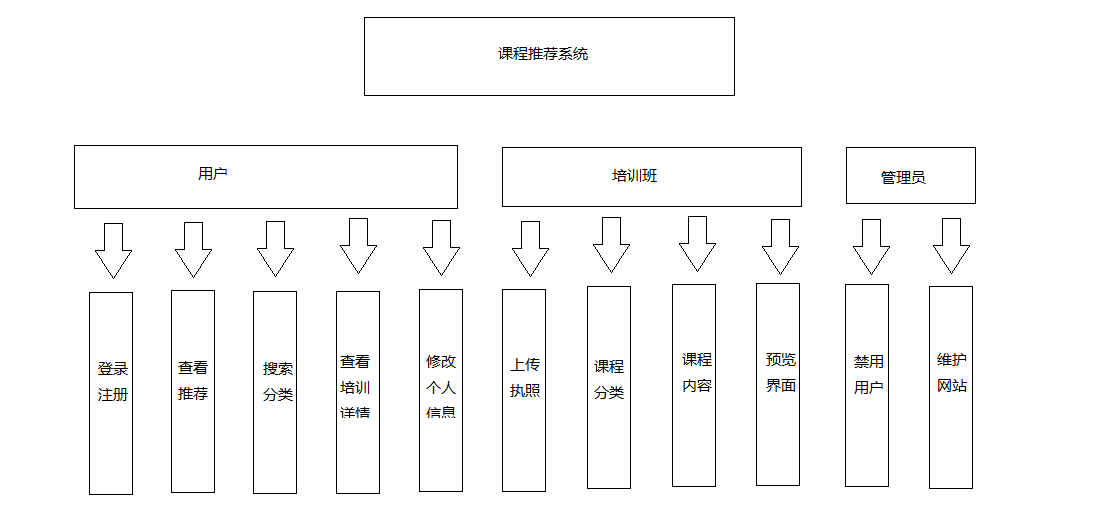 课程推荐系统
用户
培训班
管理员
登录
注册
查看
推荐
搜索
分类
查看
培训
详情
修改
个人
信息
上传
执照
课程
分类
课程
内容
预览
界面
禁用
用户
维护
网站